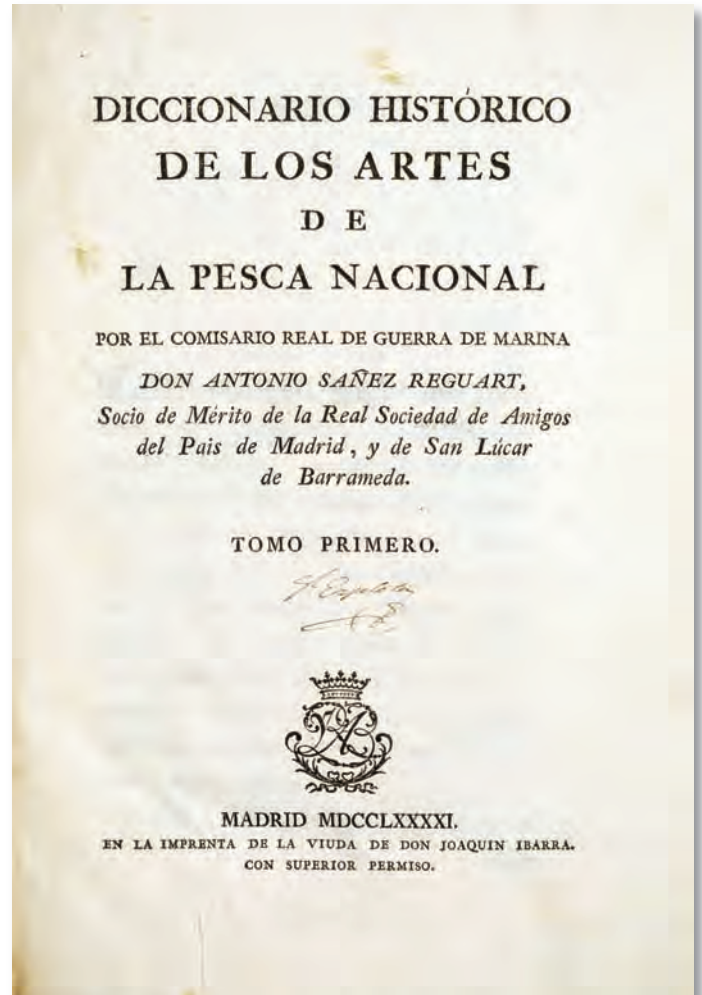 DICCIONARIO HISTÓRICO
DE LOS ARTES
DE
LA PESCA NACIONAL
POR EL COMISARIO REAL DE GUERRA DE MARINA
DON ANTONIO SAÑEZ REGUART,
Socio de Mérito de la Real Sociedad de Amigos
del Pais de Madrid, y de San Lúcar
de Barrameda.
TOMO PRIMERO.
MADRID MDCCLXXXXI.
EN LA IMPRENTA DE LA VIUDA DE DON JOAQUIN IBARRA.
CON SUPERIOR PERMISO.